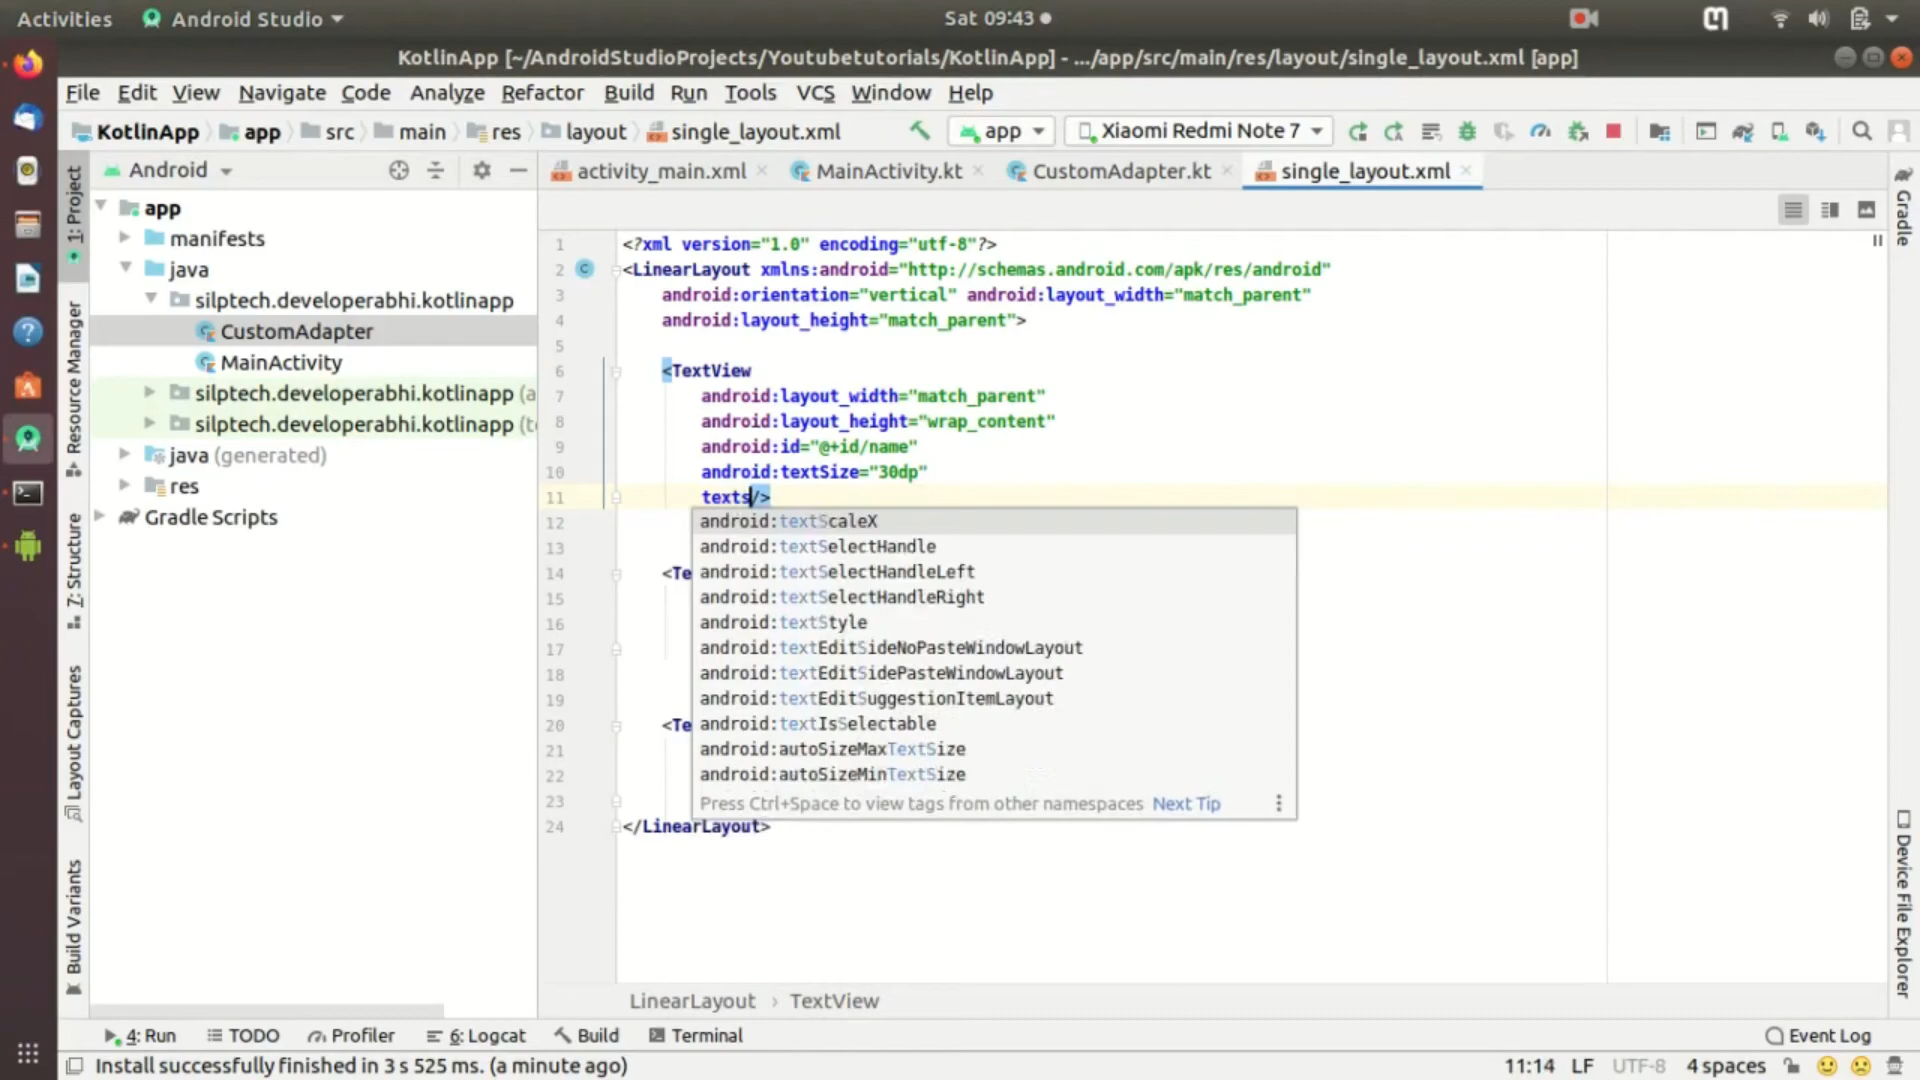 Activities Android Studio Sat 09:43
KotlinApp [~/AndroidStudioProjects/Youtubetutorials/KotlinApp] - .../app/src/main/res/layout/single_layout.xml [app]
File Edit View Navigate Code Analyze Refactor Build Run Tools VCS Window Help
KotlinApp app src main res layout single_layout.xml app Xiaomi Redmi Note 7
Android activity_main.xml MainActivity.kt CustomAdapter.kt single_layout.xml
1: Project
Resource Manager
Z: Structure
Layout Captures
Build Variants
app
manifests
java
silptech.developerabhi.kotlinapp
CustomAdapter
MainActivity
silptech.developerabhi.kotlinapp (a
silptech.developerabhi.kotlinapp (t
java (generated)
res
Gradle Scripts
1 <?xml version="1.0" encoding="utf-8"?>
2 <LinearLayout xmlns:android="http://schemas.android.com/apk/res/android"
3 android:orientation="vertical" android:layout_width="match_parent"
4 android:layout_height="match_parent">
5
6 <TextView
7 android:layout_width="match_parent"
8 android:layout_height="wrap_content"
9 android:id="@+id/name"
10 android:textSize="30dp"
11 texts/>
12
13
14 <Te
15
16
17
18
19
20 <Te
21
22
23
24 </LinearLayout>
android:textScaleX
android:textSelectHandle
android:textSelectHandleLeft
android:textSelectHandleRight
android:textStyle
android:textEditSideNoPasteWindowLayout
android:textEditSidePasteWindowLayout
android:textEditSuggestionItemLayout
android:textIsSelectable
android:autoSizeMaxTextSize
android:autoSizeMinTextSize
Press Ctrl+Space to view tags from other namespaces Next Tip
Gradle
Device File Explorer
LinearLayout › TextView
4: Run TODO Profiler 6: Logcat Build Terminal Event Log
Install successfully finished in 3 s 525 ms. (a minute ago) 11:14 LF UTF-8 4 spaces